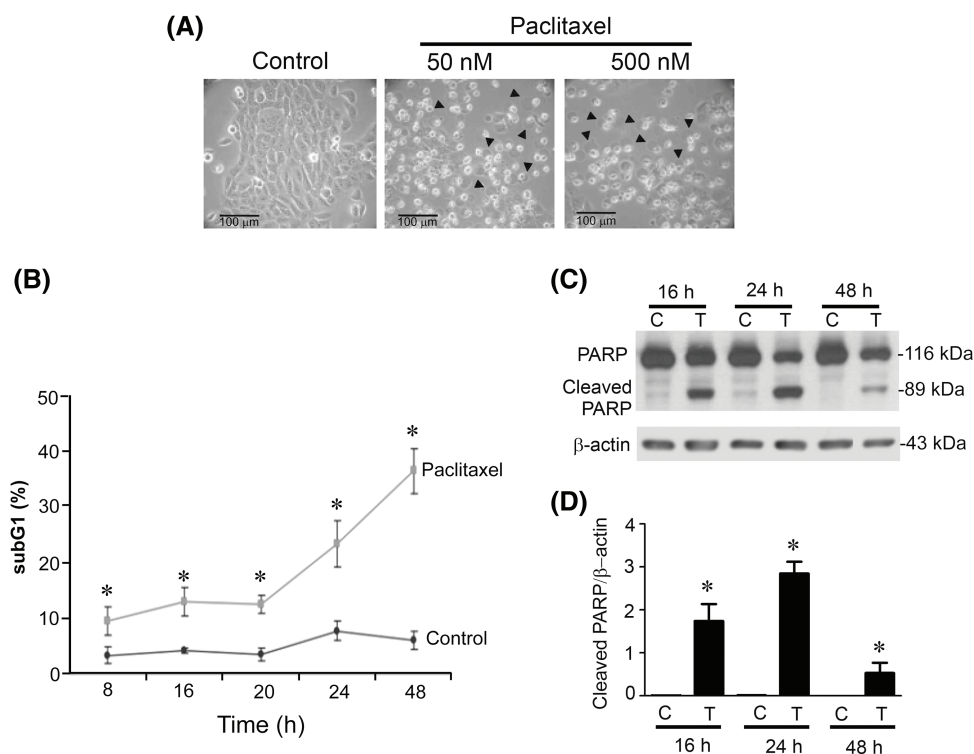 (A)
Paclitaxel
Control
50 nM
500 nM
100 µm
100 µm
100 µm
(B)
50
40
30
20
10
0
subG1 (%)
*
*
*
*
*
Paclitaxel
Control
8
16
20
24
48
Time (h)
(C)
16 h
24 h
48 h
C T C T C T
PARP
-116 kDa
Cleaved
PARP
-89 kDa
β-actin
-43 kDa
(D)
4
3
2
1
0
Cleaved PARP/β-actin
*
*
*
C T C T C T
16 h
24 h
48 h